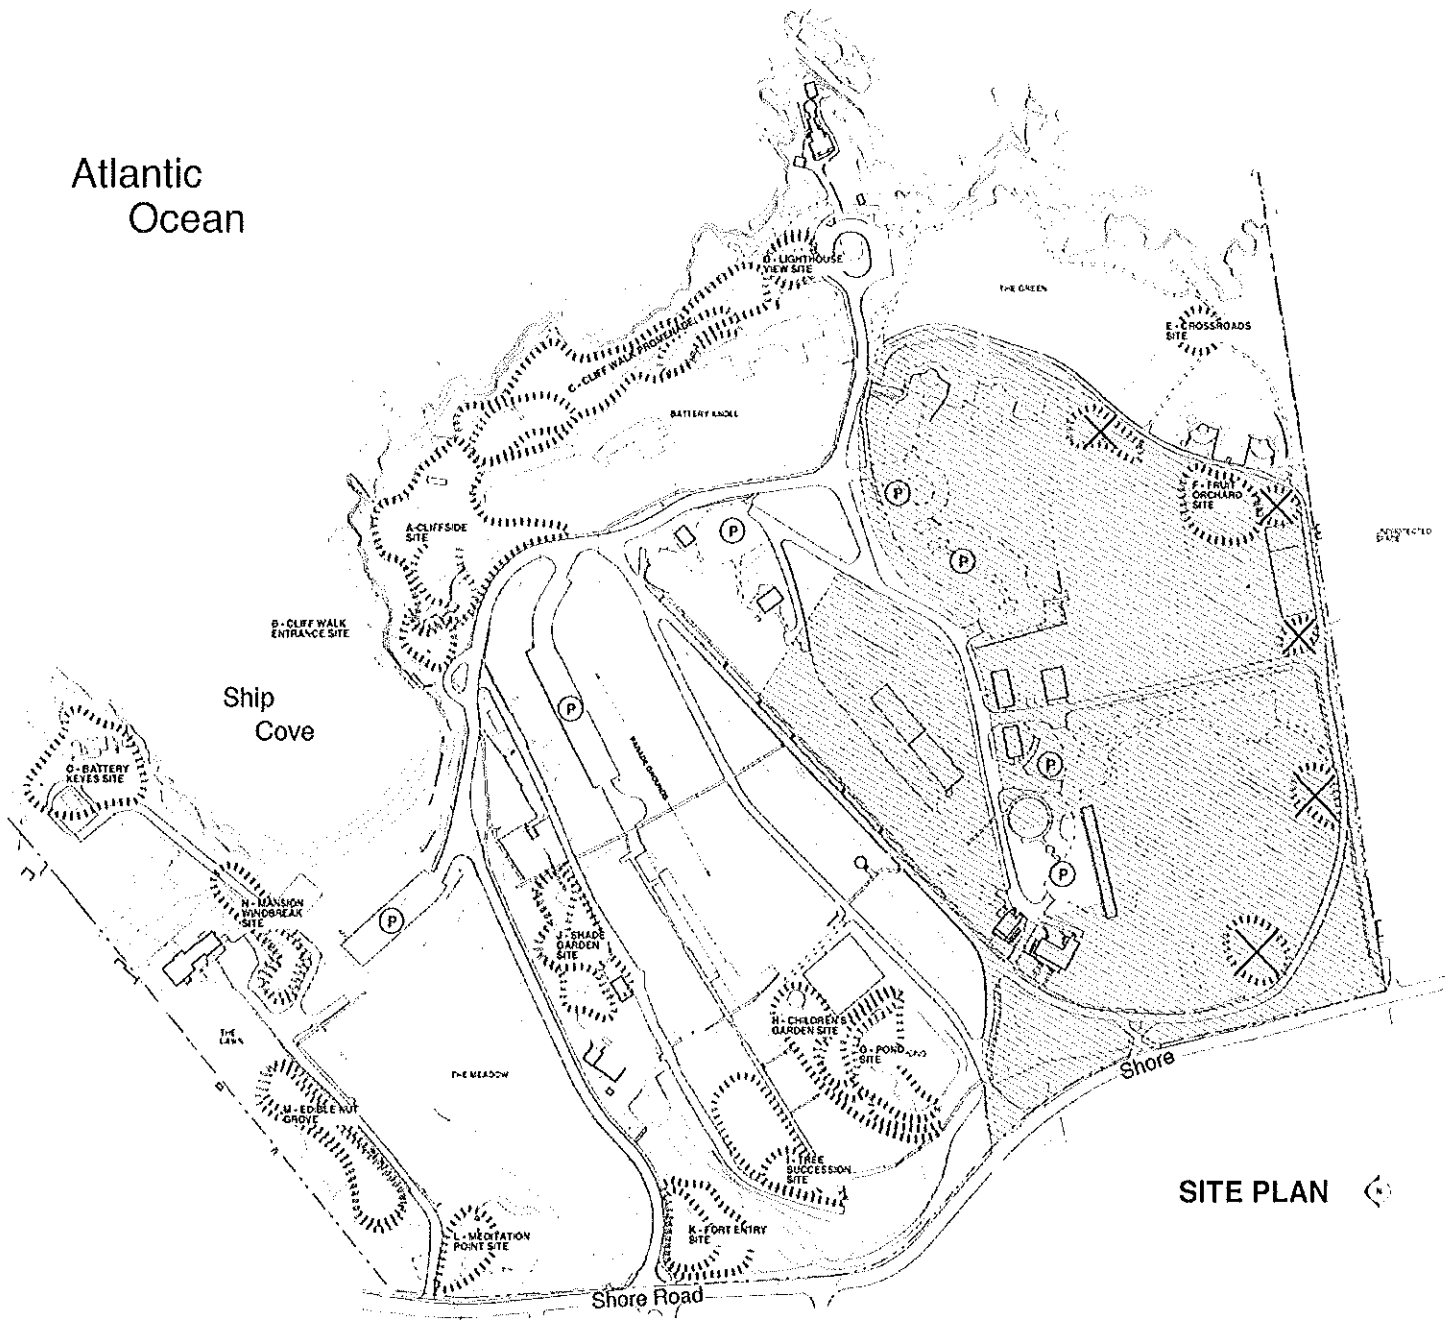 Atlantic
Ocean
D - LIGHTHOUSE
VIEW SITE
THE GREEN
E - CROSSROADS
SITE
C - CLIFF WALK PROMENADE
BATTERY KNOLL
F - FRUIT
ORCHARD
SITE
P
P
P
A-CLIFFSIDE
SITE
B - CLIFF WALK
ENTRANCE SITE
Ship
Cove
P
PARADE GROUNDS
P
O - BATTERY
KEYES SITE
P
N - MANSION
WINDBREAK
SITE
P
J - SHADE
GARDEN
SITE
H - CHILDREN'S
GARDEN SITE
G - POND
SITE
THE
LAWN
THE MEADOW
Shore
M - EDIBLE NUT
GROVE
I - TREE
SUCCESSION
SITE
SITE PLAN
N
L - MEDITATION
POINT SITE
K - FORT ENTRY
SITE
Shore Road